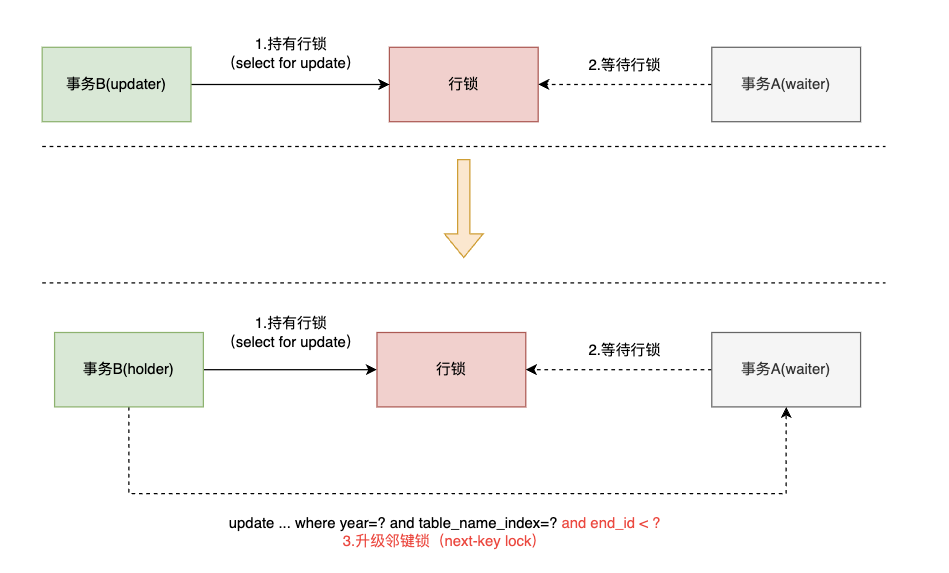 1.持有行锁
(select for update)
2.等待行锁
事务B(updater)
行锁
事务A(waiter)
1.持有行锁
(select for update)
2.等待行锁
事务B(holder)
行锁
事务A(waiter)
update ... where year=? and table_name_index=? and end_id < ?
3.升级邻键锁（next-key lock）